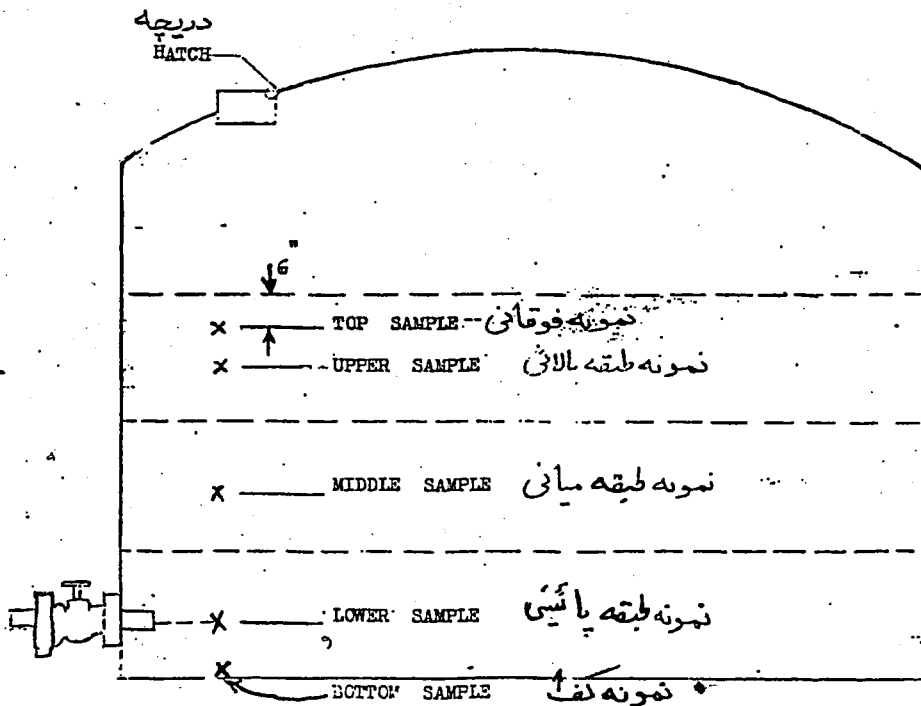 دریچه
HATCH
6"
TOP SAMPLE -- نمونه فوقانی
UPPER SAMPLE نمونه طبقه بالائی
MIDDLE SAMPLE نمونه طبقه میانی
LOWER SAMPLE نمونه طبقه پائینی
BOTTOM SAMPLE نمونه کف